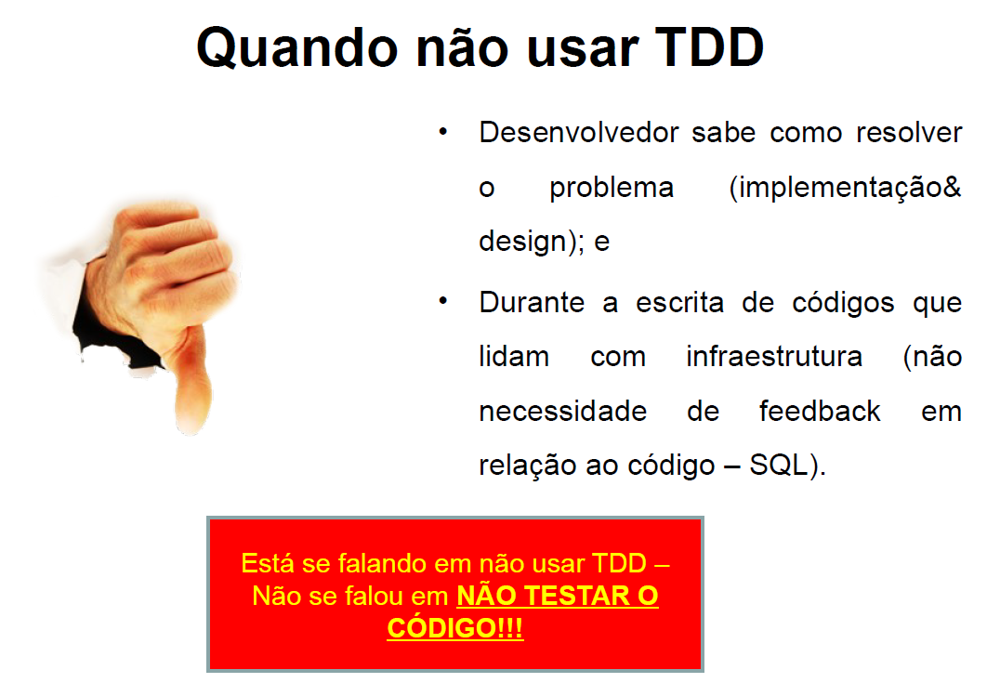 Quando não usar TDD
• Desenvolvedor sabe como resolver
o problema (implementação&
design); e
• Durante a escrita de códigos que
lidam com infraestrutura (não
necessidade de feedback em
relação ao código – SQL).
Está se falando em não usar TDD –
Não se falou em NÃO TESTAR O
CÓDIGO!!!